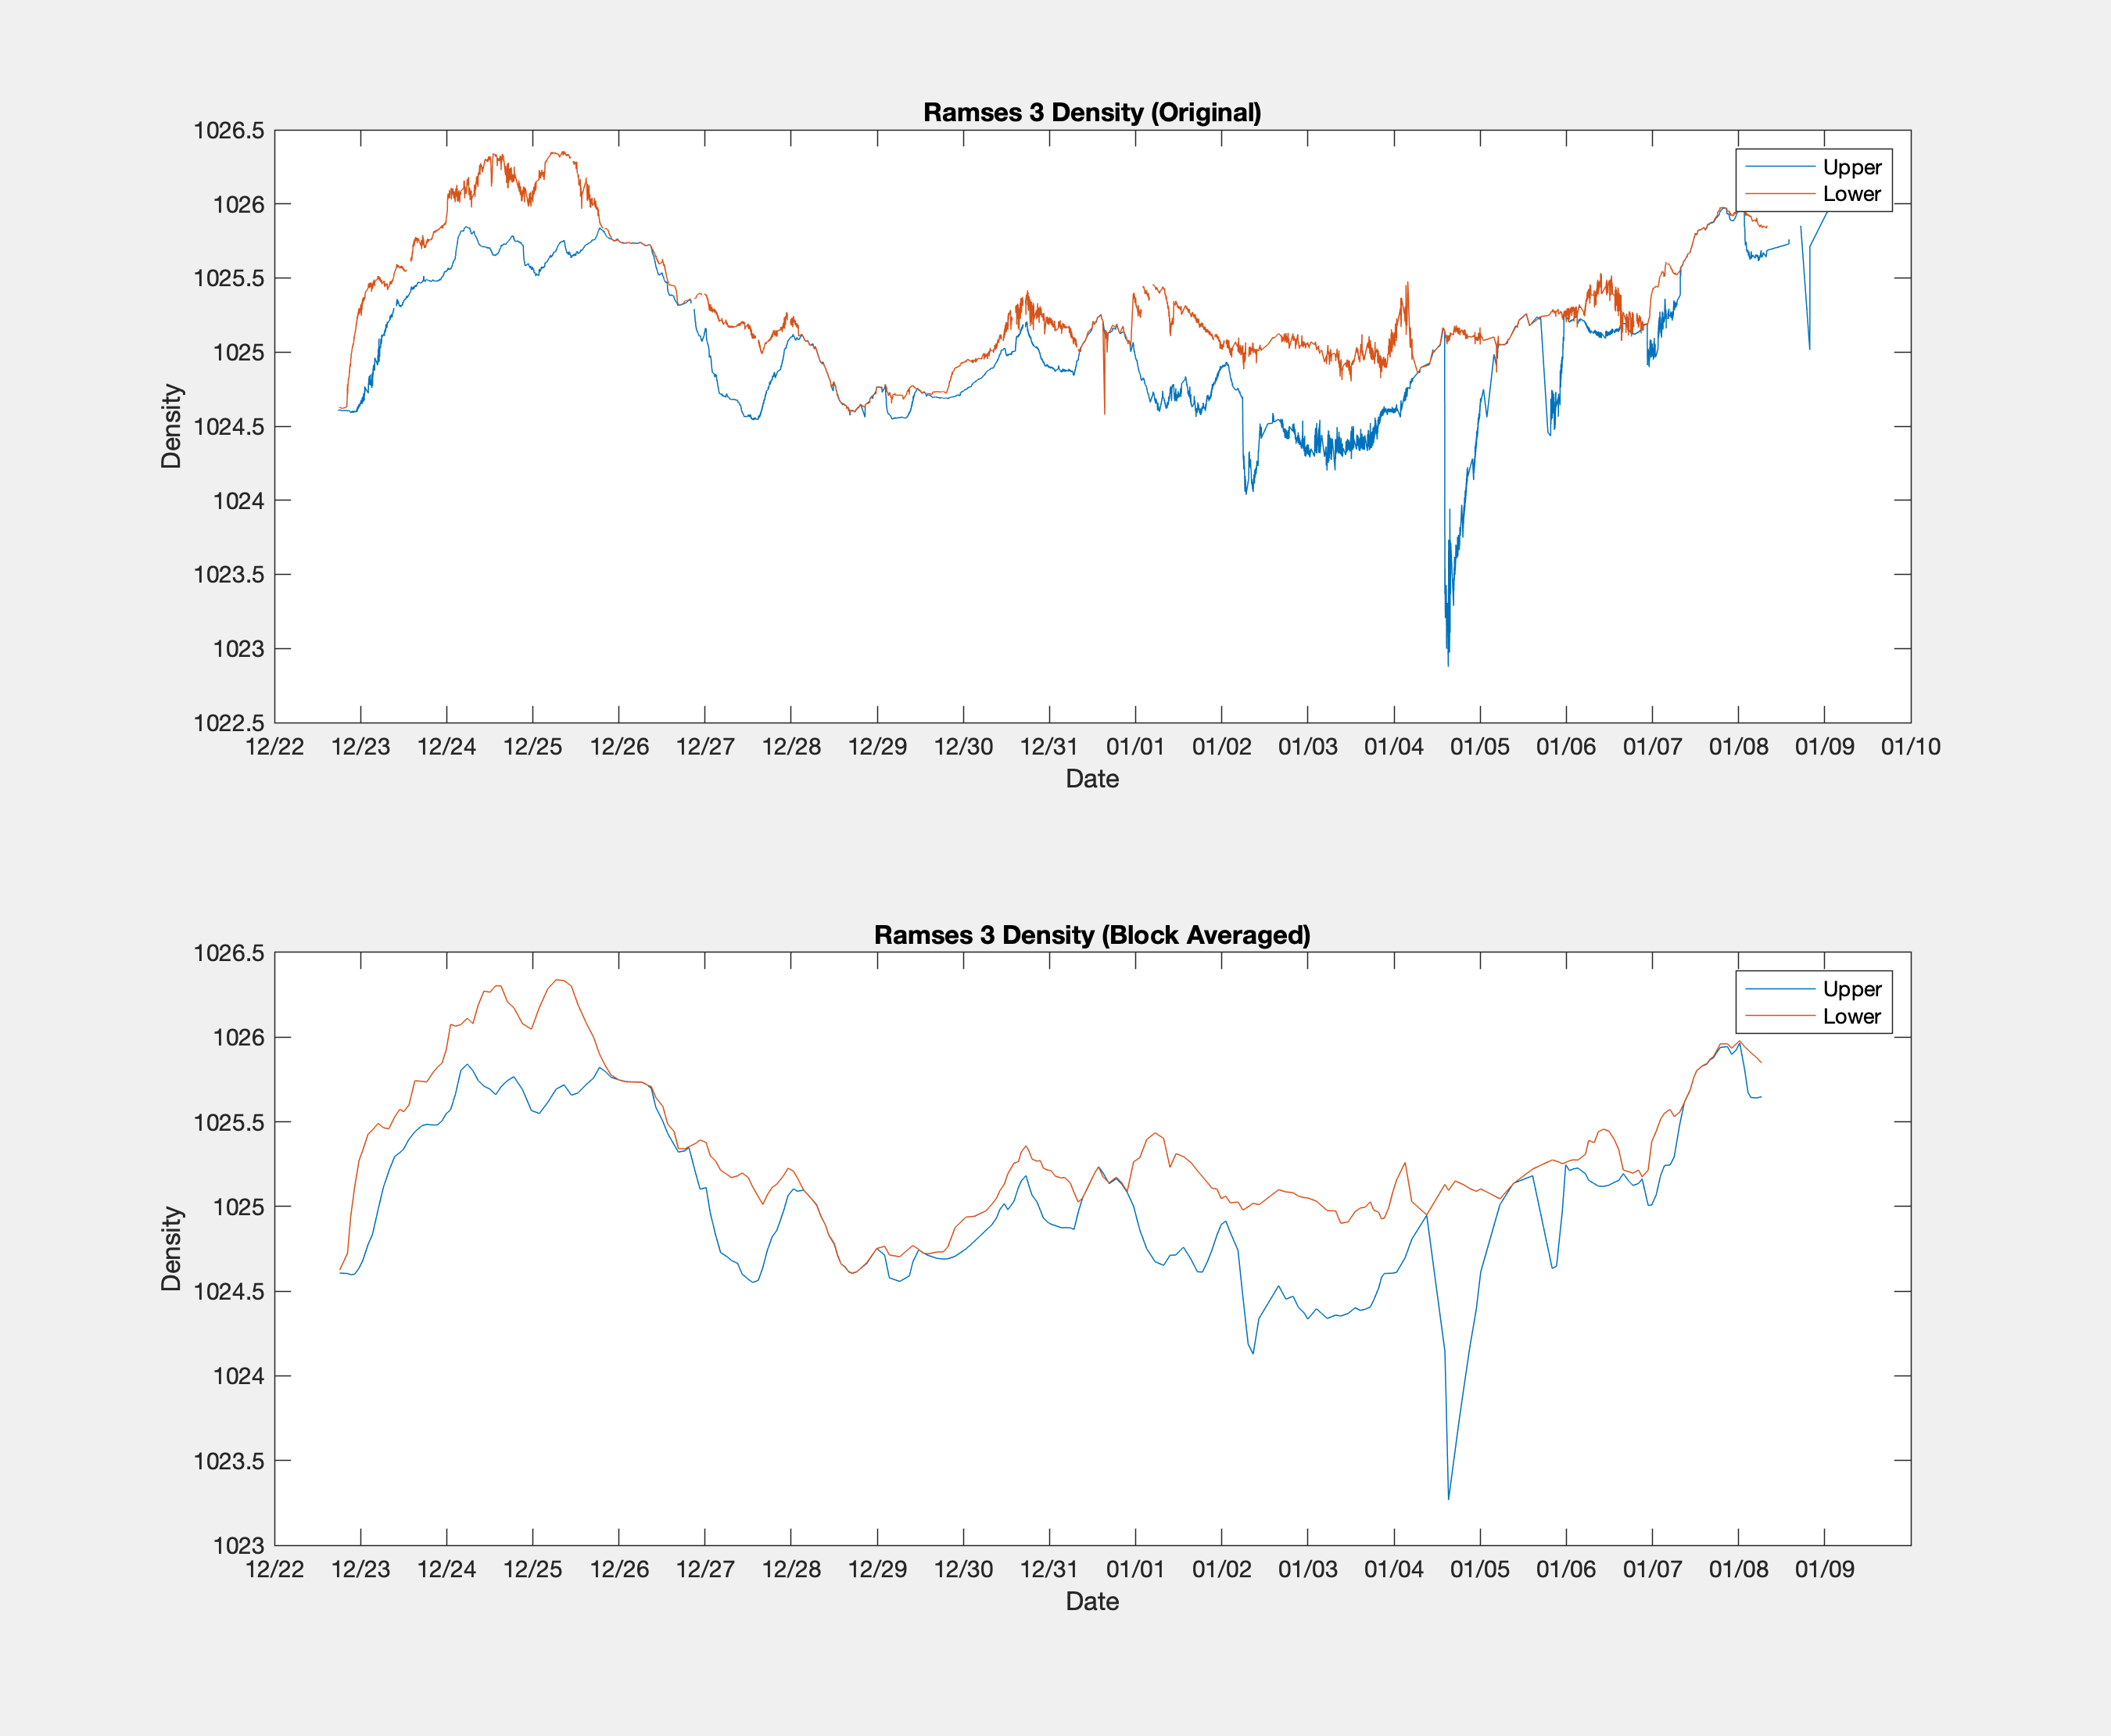 Ramses 3 Density (Original)
1026.5
1026
1025.5
1025
1024.5
1024
1023.5
1023
1022.5
Density
Upper
Lower
12/22 12/23 12/24 12/25 12/26 12/27 12/28 12/29 12/30 12/31 01/01 01/02 01/03 01/04 01/05 01/06 01/07 01/08 01/09 01/10
Date
Ramses 3 Density (Block Averaged)
1026.5
1026
1025.5
1025
1024.5
1024
1023.5
1023
Density
Upper
Lower
12/22 12/23 12/24 12/25 12/26 12/27 12/28 12/29 12/30 12/31 01/01 01/02 01/03 01/04 01/05 01/06 01/07 01/08 01/09
Date